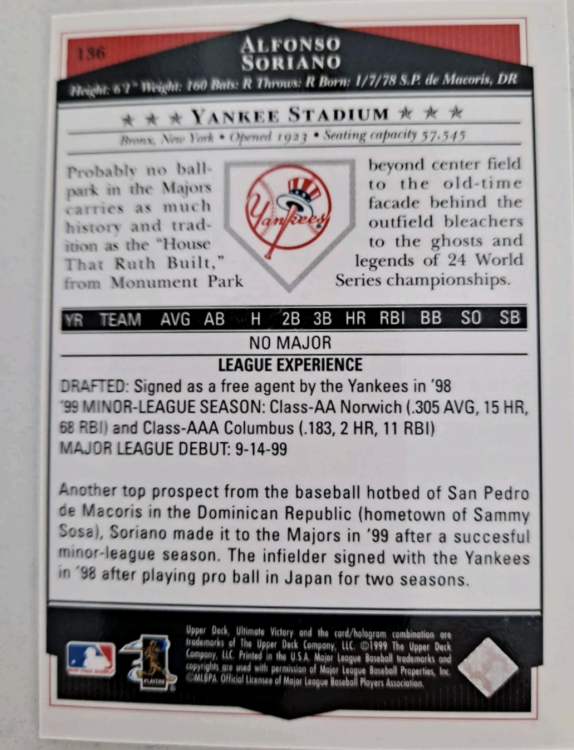 136
ALFONSO
SORIANO
Height: 6'1" Weight: 160 Bats: R Throws: R Born: 1/7/78 S.P. de Macoris, DR
★ ★ ★ YANKEE STADIUM ★ ★ ★
Bronx, New York • Opened 1923 • Seating capacity 57,545
Probably no ball-
park in the Majors
carries as much
history and trad-
ition as the "House
That Ruth Built,"
from Monument Park
Yankees
beyond center field
to the old-time
facade behind the
outfield bleachers
to the ghosts and
legends of 24 World
Series championships.
YR TEAM AVG AB H 2B 3B HR RBI BB SO SB
NO MAJOR
LEAGUE EXPERIENCE
DRAFTED: Signed as a free agent by the Yankees in '98
'99 MINOR-LEAGUE SEASON: Class-AA Norwich (.305 AVG, 15 HR,
68 RBI) and Class-AAA Columbus (.183, 2 HR, 11 RBI)
MAJOR LEAGUE DEBUT: 9-14-99
Another top prospect from the baseball hotbed of San Pedro
de Macoris in the Dominican Republic (hometown of Sammy
Sosa), Soriano made it to the Majors in '99 after a succesful
minor-league season. The infielder signed with the Yankees
in '98 after playing pro ball in Japan for two seasons.
Upper Deck, Ultimate Victory and the card/hologram combination are
trademarks of The Upper Deck Company, LLC. ©1999 The Upper Deck
Company, LLC. Printed in the U.S.A. Major League Baseball trademarks and
copyrights are used with permission of Major League Baseball Properties, Inc.
©MLBPA. Official Licensee of Major League Baseball Players Association.
PLAYERS